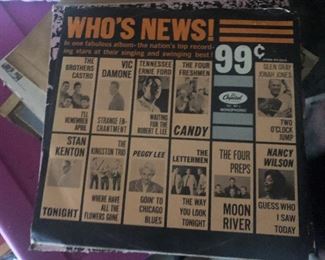 WHO'S NEWS!
In one fabulous album-the nation's top record-
ing stars at their singing and swinging best!
99¢
THE
BROTHERS
CASTRO
VIC
DAMONE
TENNESSEE
ERNIE FORD
THE FOUR
FRESHMEN
Capitol
GLEN GRAY
JONAH JONES
I'LL
REMEMBER
APRIL
STRANGE EN-
CHANTMENT
WAITING
FOR THE
ROBERT E. LEE
CANDY
MONOPHONIC
TWO
O'CLOCK
JUMP
STAN
KENTON
THE
KINGSTON TRIO
PEGGY LEE
THE
LETTERMEN
THE FOUR
PREPS
NANCY
WILSON
TONIGHT
WHERE HAVE
ALL THE
FLOWERS GONE
GOIN' TO
CHICAGO
BLUES
THE WAY
YOU LOOK
TONIGHT
MOON
RIVER
GUESS WHO
I SAW
TODAY